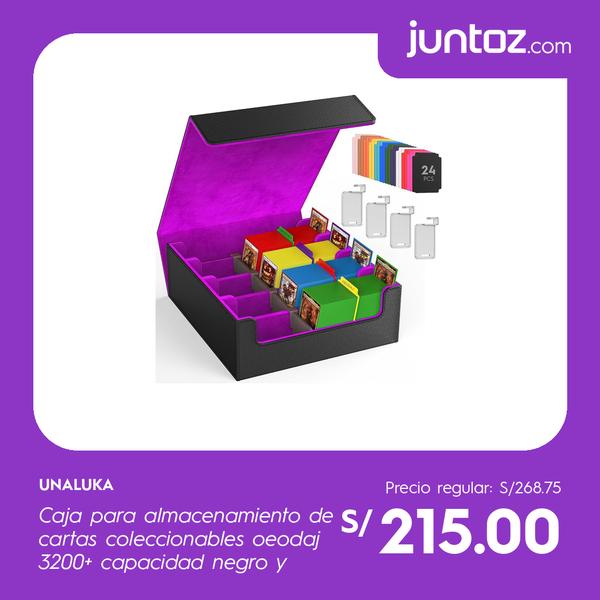 juntoz.com
24
PCS
UNALUKA
Precio regular: S/268.75
Caja para almacenamiento de
cartas coleccionables oeodaj
3200+ capacidad negro y
S/215.00